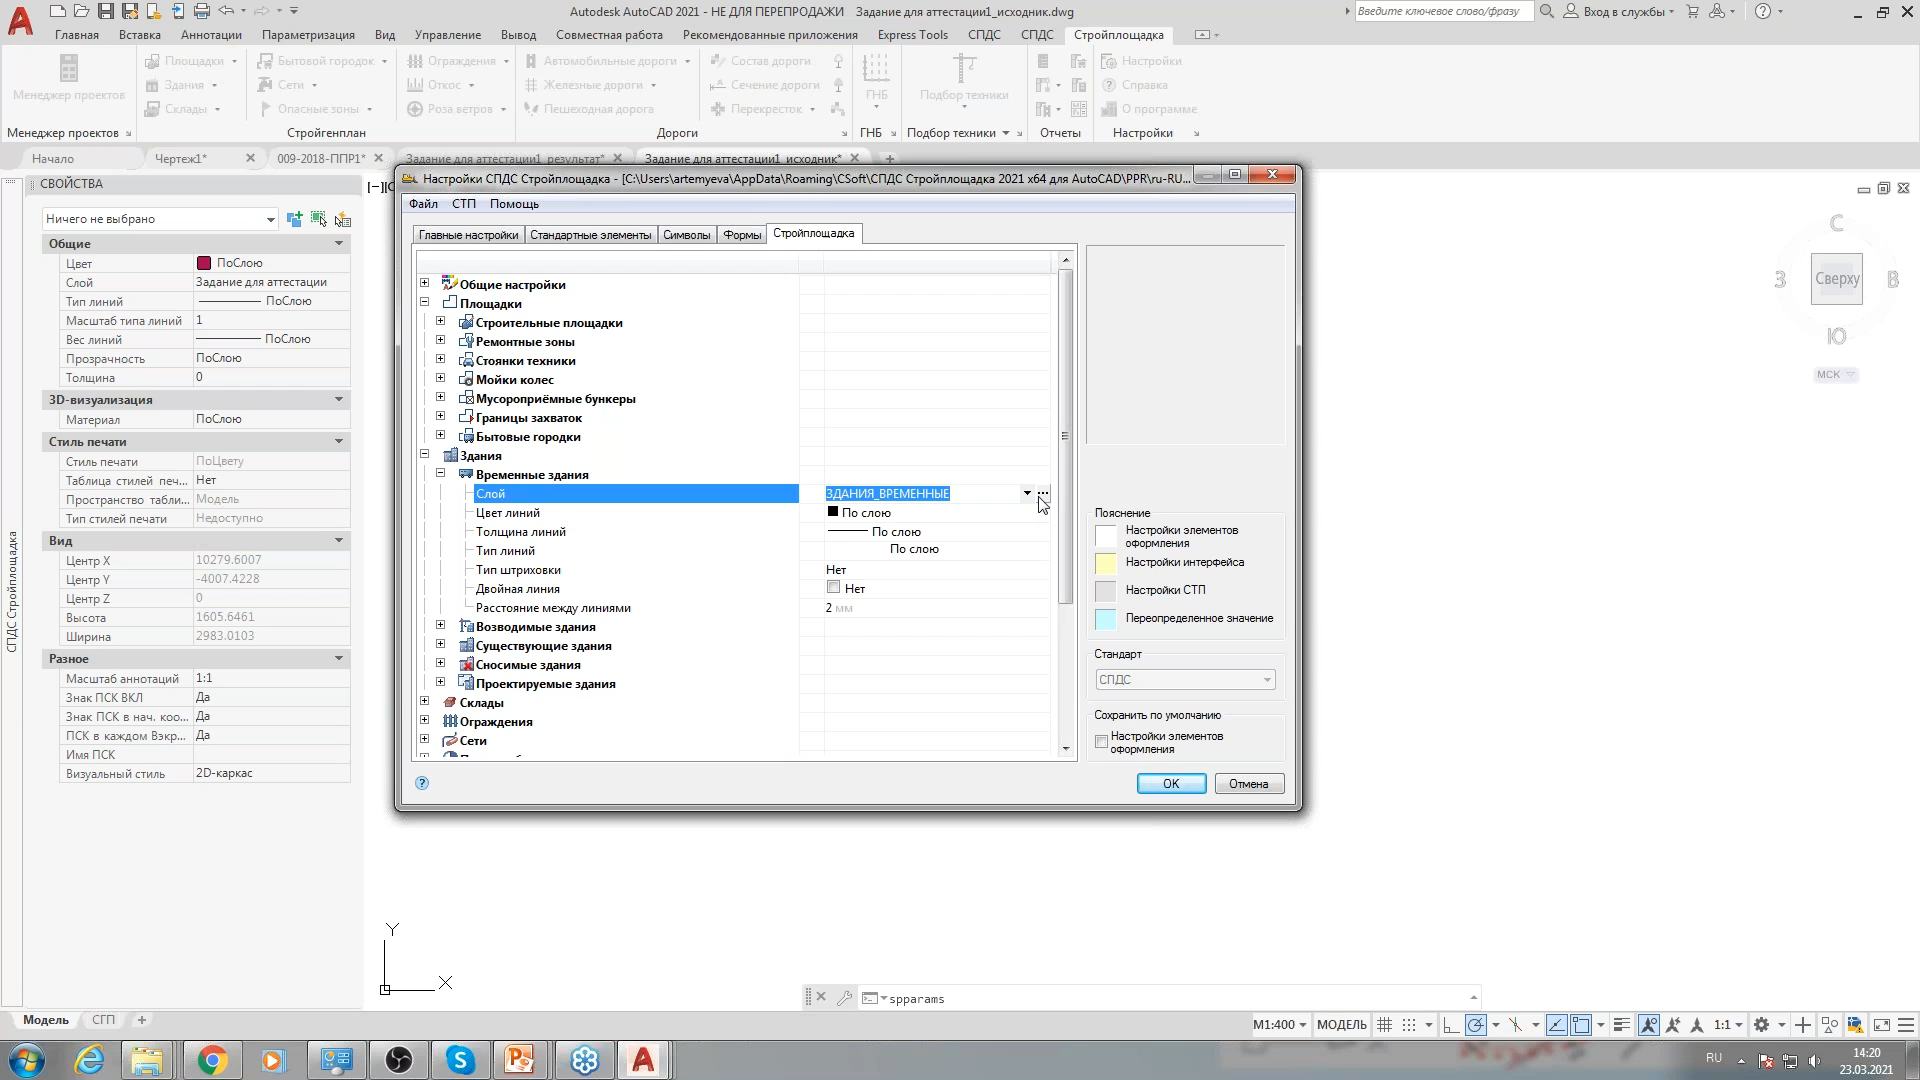 Autodesk AutoCAD 2021 - НЕ ДЛЯ ПЕРЕПРОДАЖИ Задание для аттестации1_исходник.dwg
Введите ключевое слово/фразу
Вход в службы
Главная Вставка Аннотации Параметризация Вид Управление Вывод Совместная работа Рекомендованные приложения Express Tools СПДС СПДС Стройплощадка
Менеджер проектов
Площадки
Здания
Склады
Бытовой городок
Сети
Опасные зоны
Ограждения
Откос
Роза ветров
Автомобильные дороги
Железные дороги
Пешеходная дорога
Состав дороги
Сечение дороги
Перекресток
ГНБ
Подбор техники
Настройки
Справка
О программе
Менеджер проектов Стройгенплан Дороги ГНБ Подбор техники Отчеты Настройки
Начало Чертеж1* 009-2018-ППР1* Задание для аттестации1_результат* Задание для аттестации1_исходник*
СВОЙСТВА
Ничего не выбрано
Общие
Цвет ПоСлою
Слой Задание для аттестации
Тип линий ПоСлою
Масштаб типа линий 1
Вес линий ПоСлою
Прозрачность ПоСлою
Толщина 0
3D-визуализация
Материал ПоСлою
Стиль печати
Стиль печати ПоЦвету
Таблица стилей печ... Нет
Пространство табли... Модель
Тип стилей печати Недоступно
Вид
Центр X 10279.6007
Центр Y -4007.4228
Центр Z 0
Высота 1605.6461
Ширина 2983.0103
Разное
Масштаб аннотаций 1:1
Знак ПСК ВКЛ Да
Знак ПСК в нач. коо... Да
ПСК в каждом Вэкр... Да
Имя ПСК
Визуальный стиль 2D-каркас
СПДС Стройплощадка
Настройки СПДС Стройплощадка - [C:\Users\artemyeva\AppData\Roaming\CSoft\СПДС Стройплощадка 2021 x64 для AutoCAD\PPR\ru-RU...
Файл СТП Помощь
Главные настройки Стандартные элементы Символы Формы Стройплощадка
Общие настройки
Площадки
Строительные площадки
Ремонтные зоны
Стоянки техники
Мойки колес
Мусороприёмные бункеры
Границы захваток
Бытовые городки
Здания
Временные здания
Слой ЗДАНИЯ_ВРЕМЕННЫЕ
Цвет линий По слою
Толщина линий По слою
Тип линий По слою
Тип штриховки Нет
Двойная линия Нет
Расстояние между линиями 2 мм
Возводимые здания
Существующие здания
Сносимые здания
Проектируемые здания
Склады
Ограждения
Сети
Пояснение
Настройки элементов
оформления
Настройки интерфейса
Настройки СТП
Переопределенное значение
Стандарт
СПДС
Сохранить по умолчанию
Настройки элементов
оформления
OK Отмена
С
З Сверху В
Ю
МСК
Y
X
spparams
Модель СГП
М1:400 МОДЕЛЬ 1:1
RU
14:20
23.03.2021